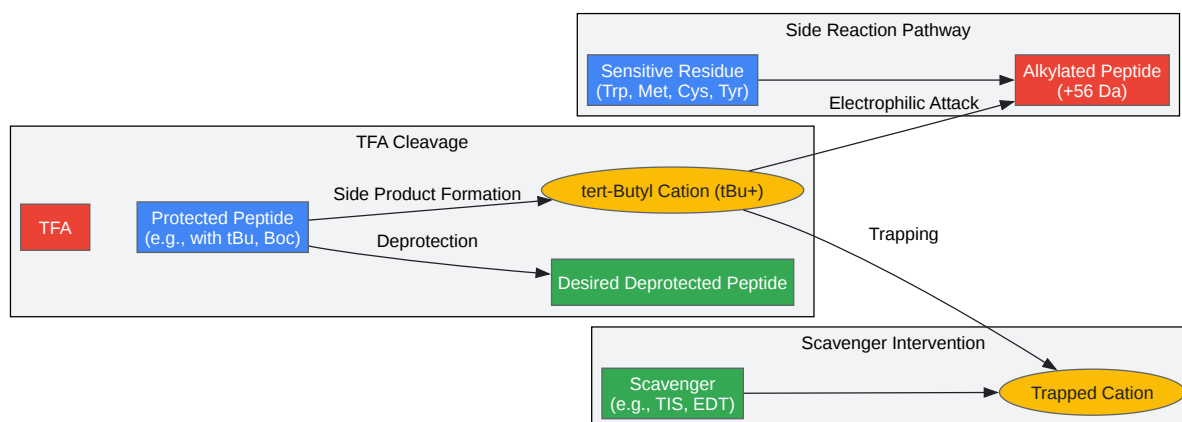 Side Reaction Pathway
Sensitive Residue
(Trp, Met, Cys, Tyr)
Alkylated Peptide
(+56 Da)
Electrophilic Attack
TFA Cleavage
tert-Butyl Cation (tBu+)
Side Product Formation
TFA
Protected Peptide
(e.g., with tBu, Boc)
Deprotection
Trapping
Desired Deprotected Peptide
Scavenger Intervention
Scavenger
(e.g., TIS, EDT)
Trapped Cation